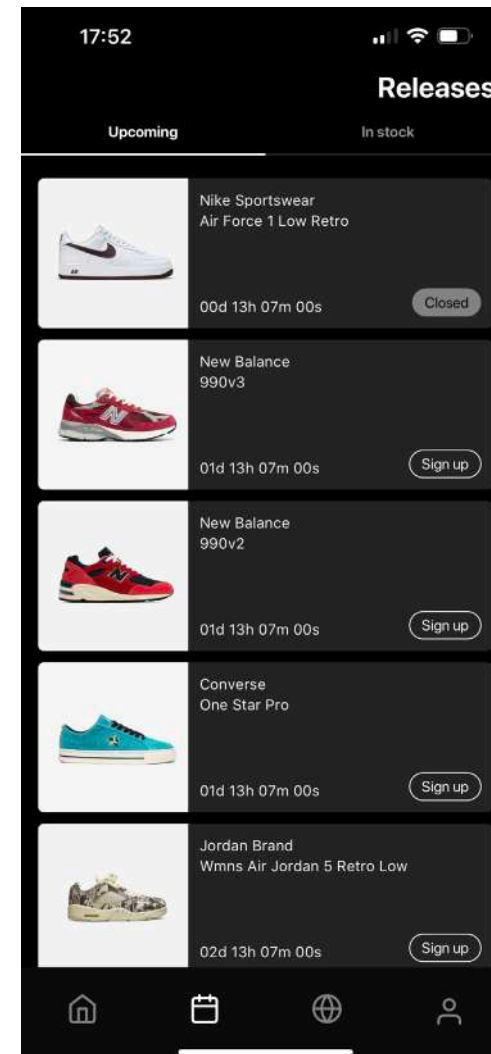 17:52
Releases
Upcoming
In stock
Nike Sportswear
Air Force 1 Low Retro
00d 13h 07m 00s
Closed
New Balance
990v3
01d 13h 07m 00s
Sign up
New Balance
990v2
01d 13h 07m 00s
Sign up
Converse
One Star Pro
01d 13h 07m 00s
Sign up
Jordan Brand
Wmns Air Jordan 5 Retro Low
02d 13h 07m 00s
Sign up